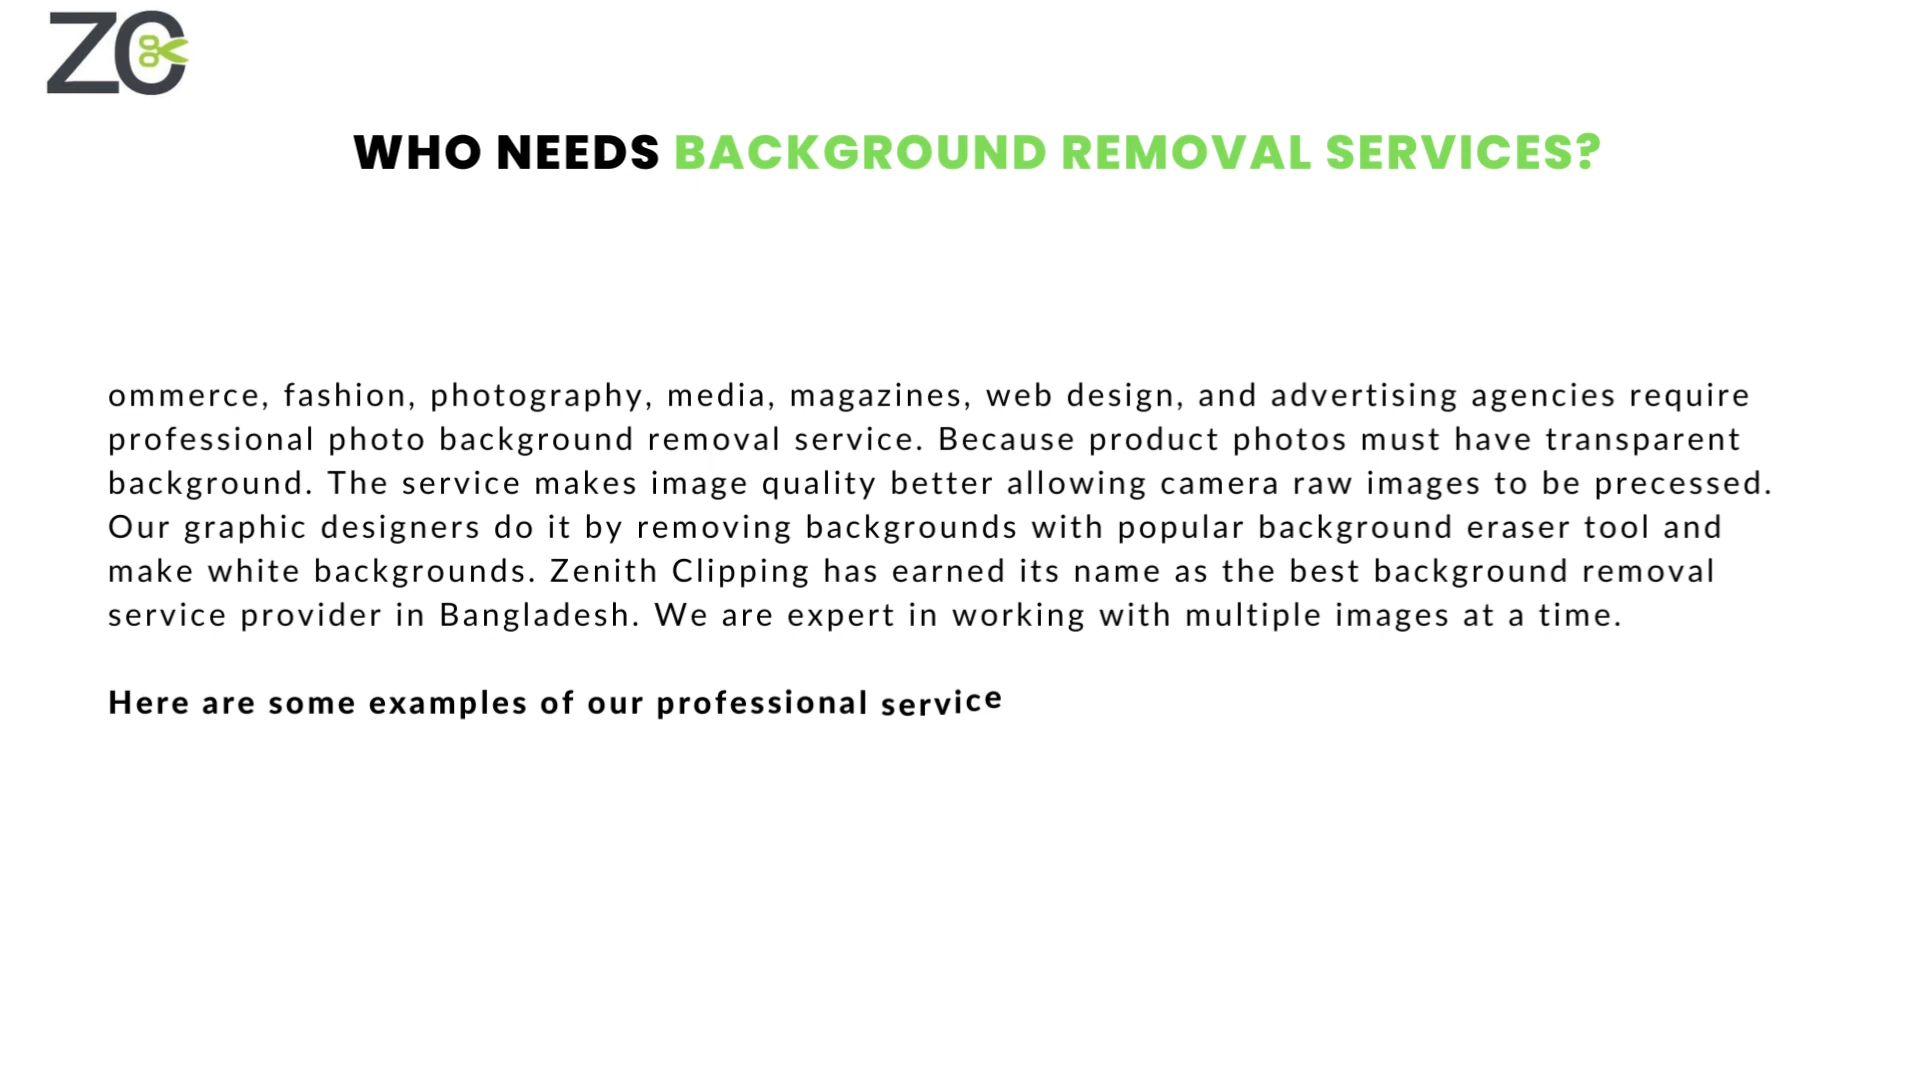 ZC
WHO NEEDS BACKGROUND REMOVAL SERVICES?
ommerce, fashion, photography, media, magazines, web design, and advertising agencies require
professional photo background removal service. Because product photos must have transparent
background. The service makes image quality better allowing camera raw images to be precessed.
Our graphic designers do it by removing backgrounds with popular background eraser tool and
make white backgrounds. Zenith Clipping has earned its name as the best background removal
service provider in Bangladesh. We are expert in working with multiple images at a time.
Here are some examples of our professional service